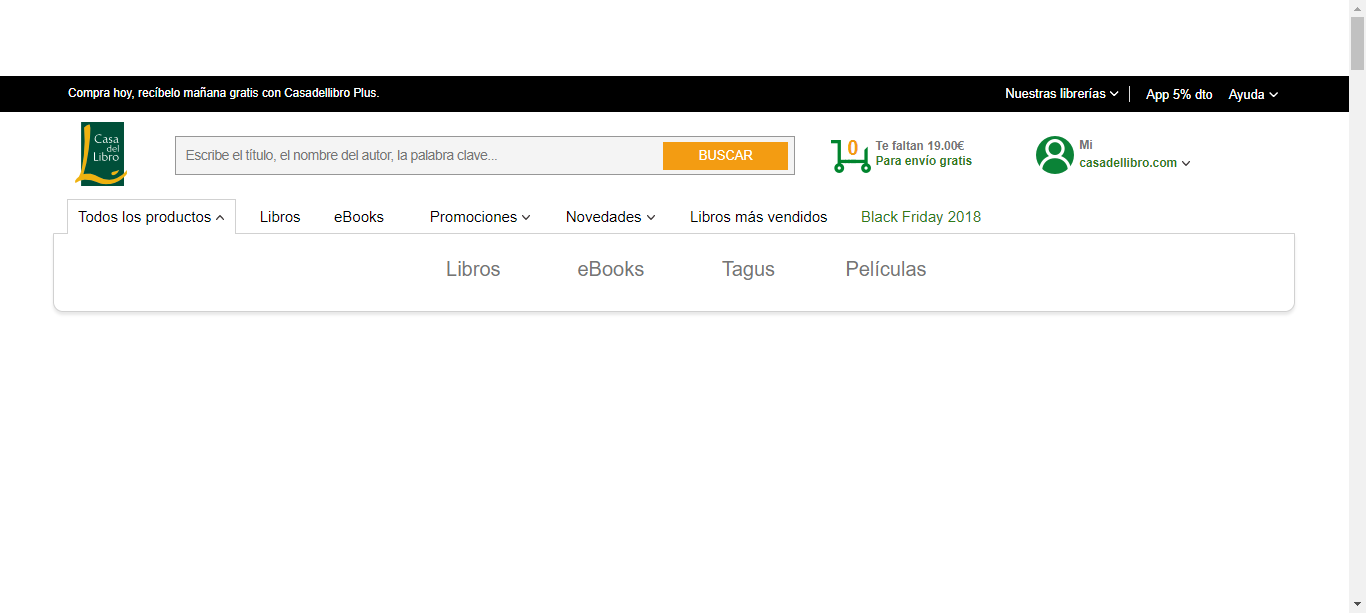 Compra hoy, recíbelo mañana gratis con Casadellibro Plus.
Nuestras librerías
App 5% dto
Ayuda
Casa
del
Libro
Escribe el título, el nombre del autor, la palabra clave...
BUSCAR
0
Te faltan 19.00€
Para envío gratis
Mi
casadellibro.com
Todos los productos
Libros
eBooks
Promociones
Novedades
Libros más vendidos
Black Friday 2018
Libros
eBooks
Tagus
Películas